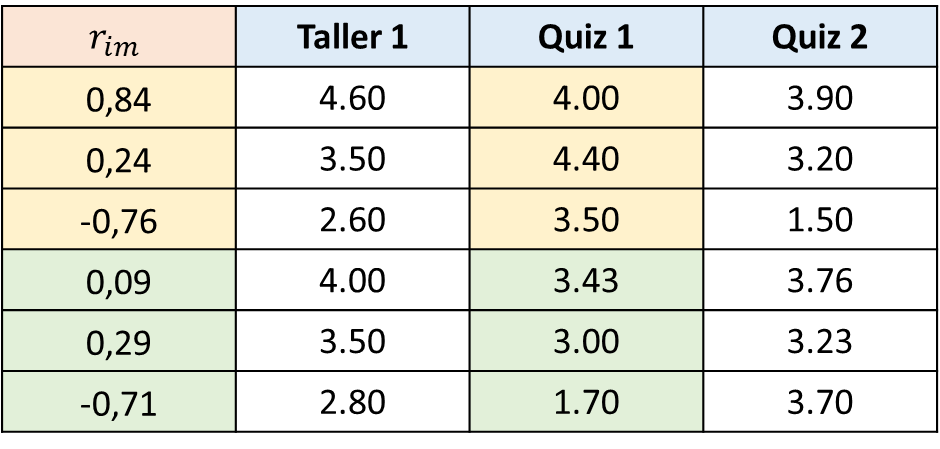 r_{im} Taller 1 Quiz 1 Quiz 2
0,84 4.60 4.00 3.90
0,24 3.50 4.40 3.20
-0,76 2.60 3.50 1.50
0,09 4.00 3.43 3.76
0,29 3.50 3.00 3.23
-0,71 2.80 1.70 3.70